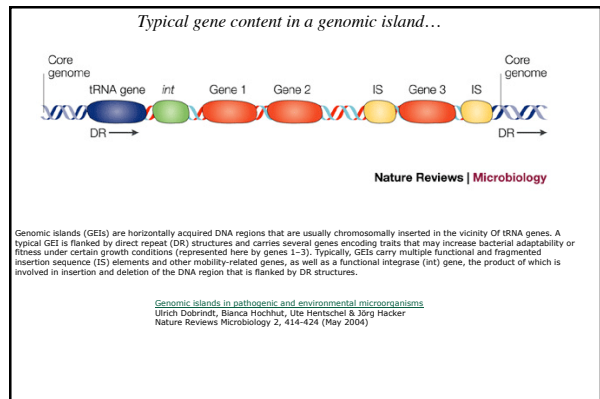 Typical gene content in a genomic island…
Core
genome
Core
genome
tRNA gene int Gene 1 Gene 2 IS Gene 3 IS
DR
DR
Nature Reviews | Microbiology
Genomic islands (GEIs) are horizontally acquired DNA regions that are usually chromosomally inserted in the vicinity Of tRNA genes. A
typical GEI is flanked by direct repeat (DR) structures and carries several genes encoding traits that may increase bacterial adaptability or
fitness under certain growth conditions (represented here by genes 1–3). Typically, GEIs carry multiple functional and fragmented
insertion sequence (IS) elements and other mobility-related genes, as well as a functional integrase (int) gene, the product of which is
involved in insertion and deletion of the DNA region that is flanked by DR structures.
Genomic islands in pathogenic and environmental microorganisms
Ulrich Dobrindt, Bianca Hochhut, Ute Hentschel & Jörg Hacker
Nature Reviews Microbiology 2, 414-424 (May 2004)